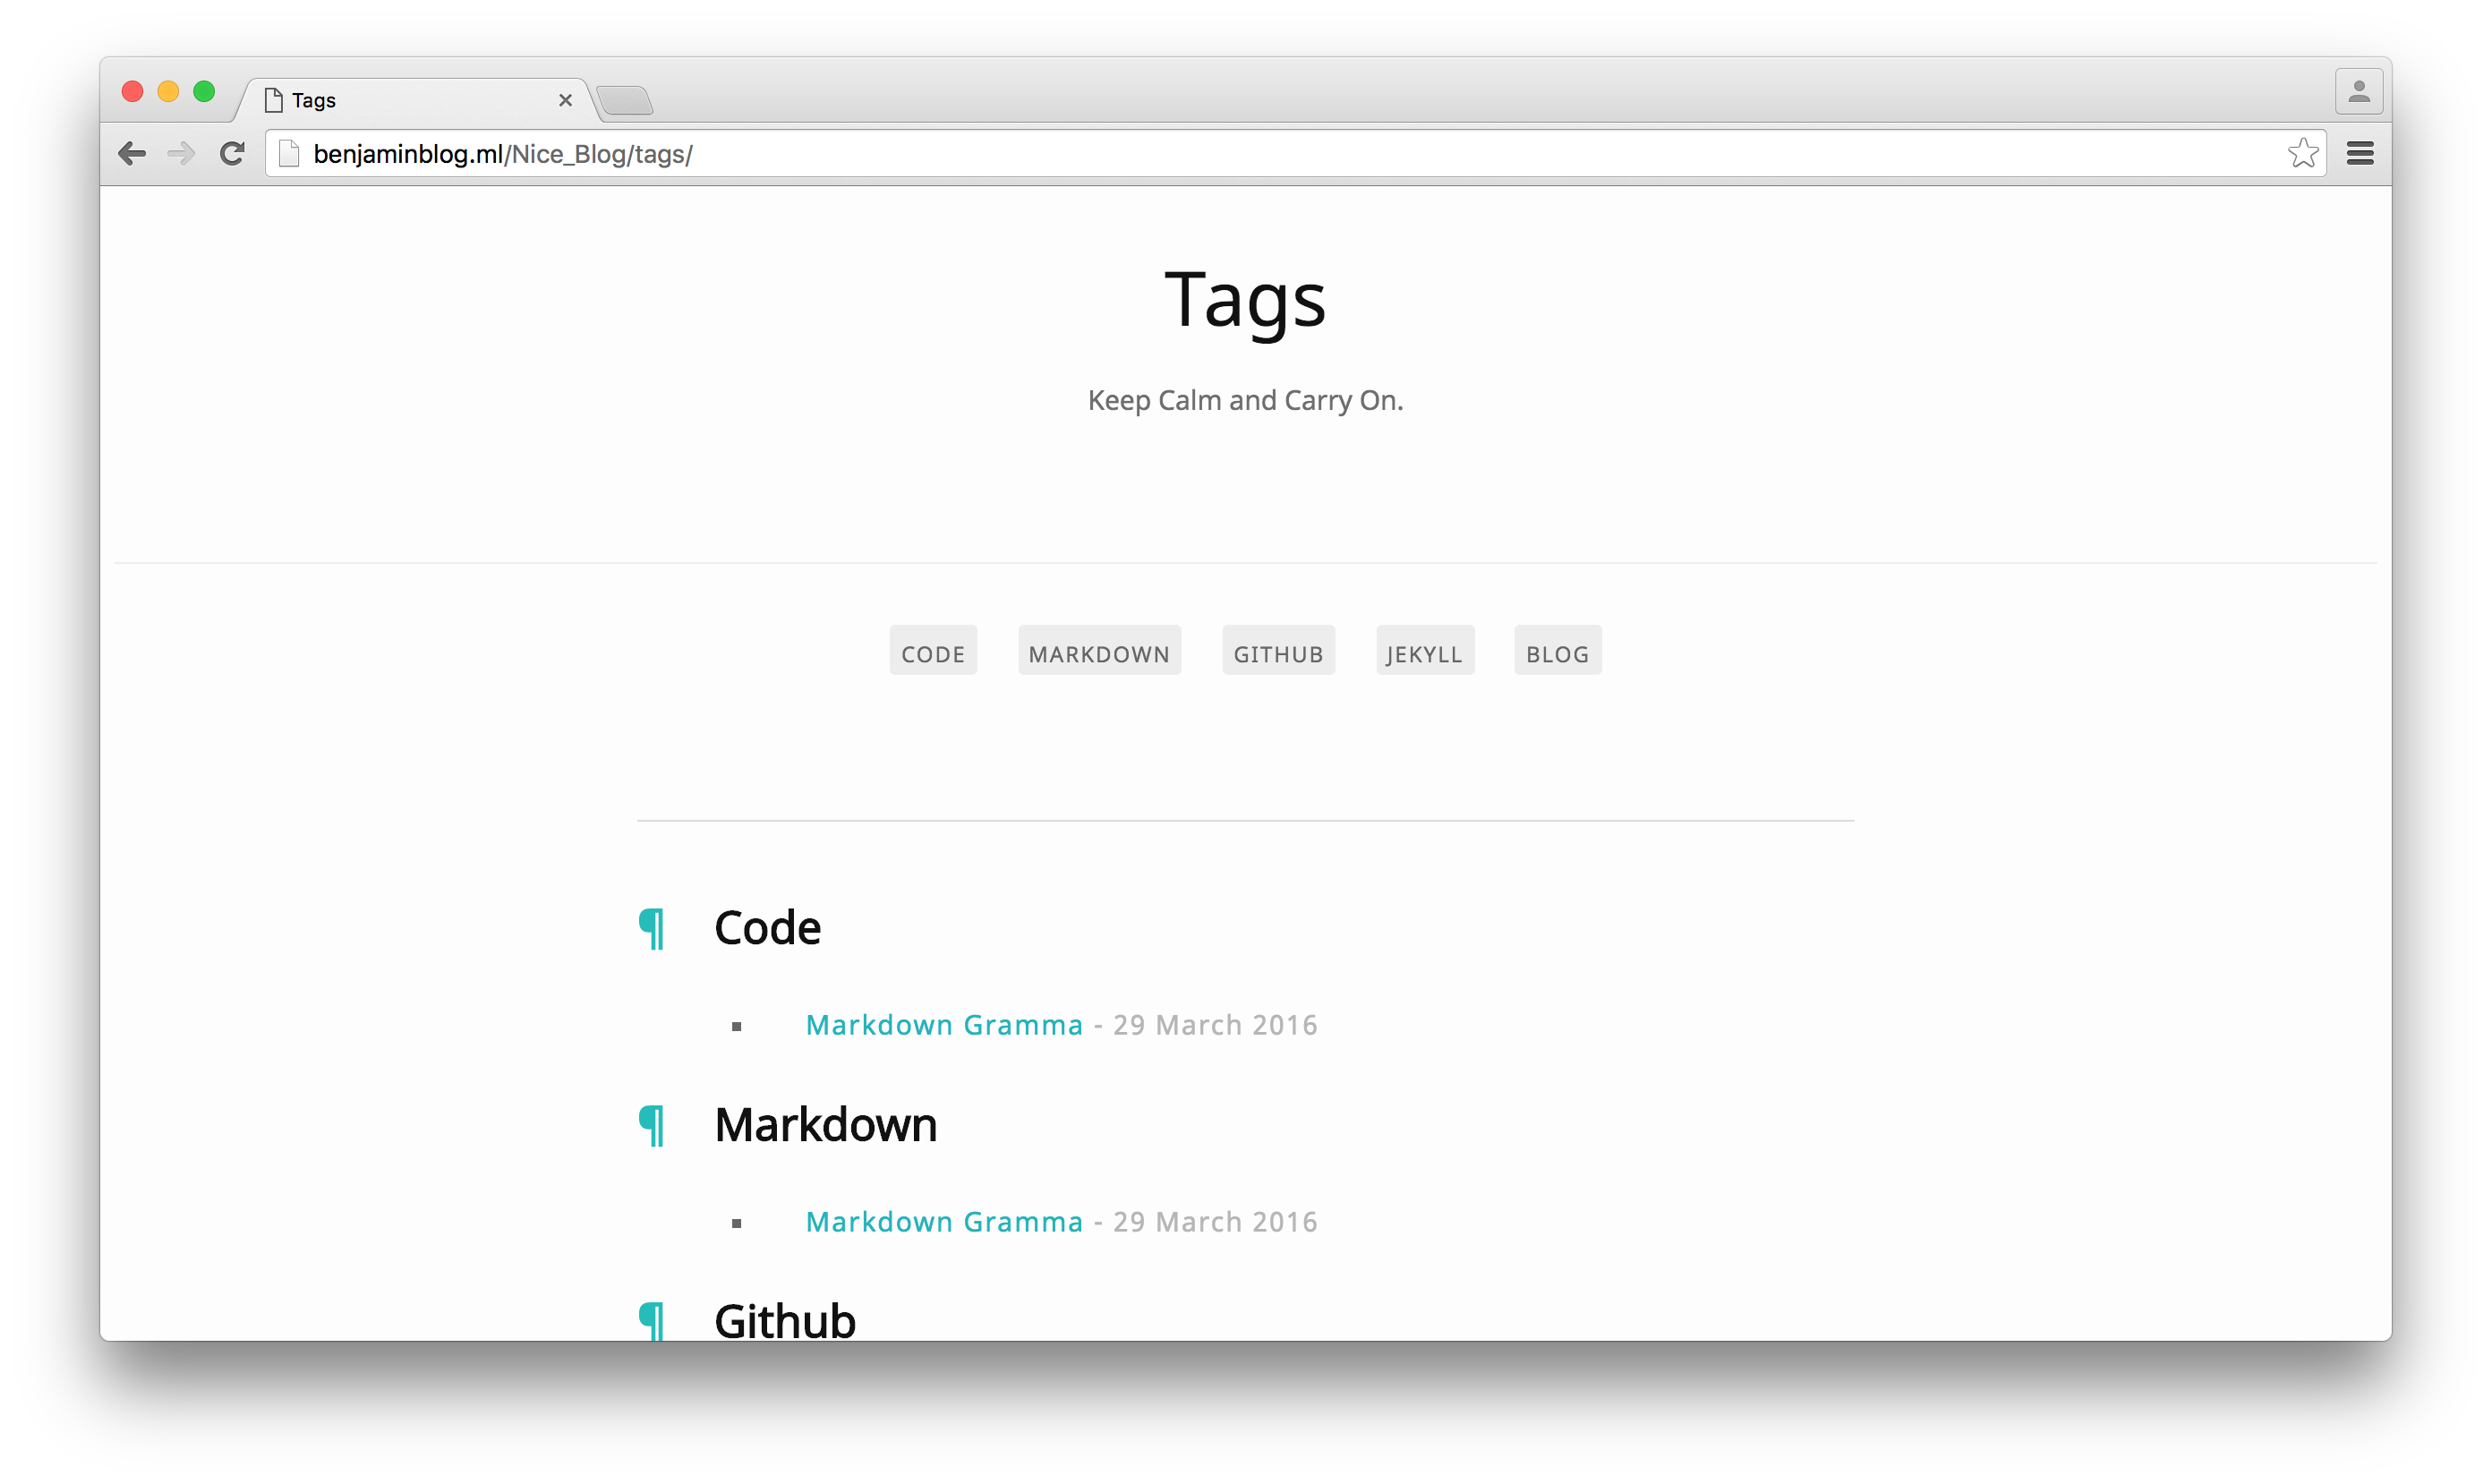 Tags
benjaminblog.ml/Nice_Blog/tags/
Tags
Keep Calm and Carry On.
CODE MARKDOWN GITHUB JEKYLL BLOG
¶ Code
▪ Markdown Gramma - 29 March 2016
¶ Markdown
▪ Markdown Gramma - 29 March 2016
¶ Github